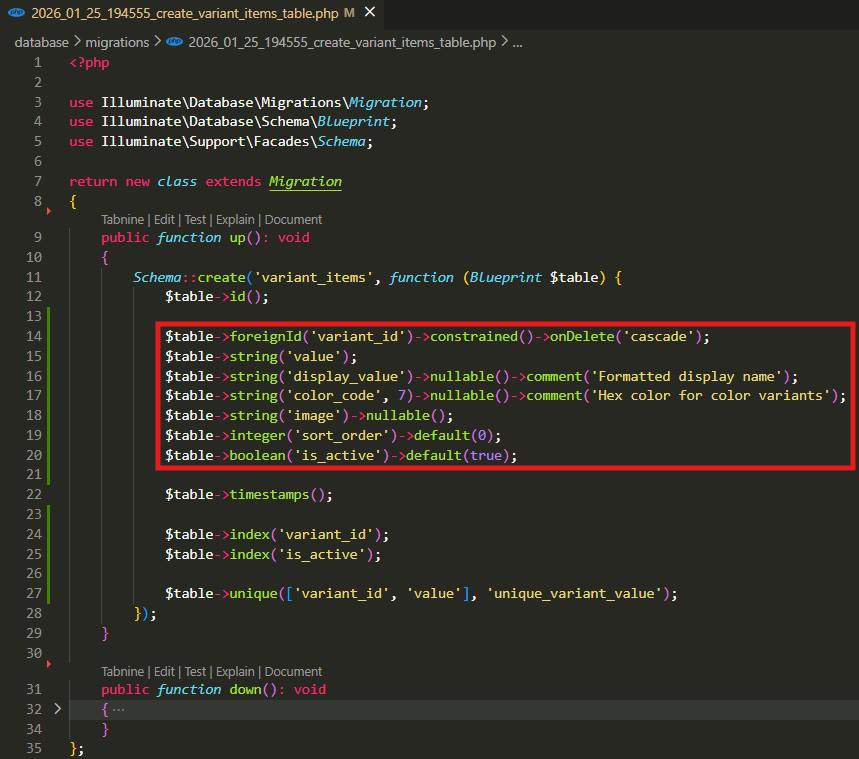 php 2026_01_25_194555_create_variant_items_table.php M ×
database > migrations > php 2026_01_25_194555_create_variant_items_table.php > ...
1 <?php
2
3 use Illuminate\Database\Migrations\Migration;
4 use Illuminate\Database\Schema\Blueprint;
5 use Illuminate\Support\Facades\Schema;
6
7 return new class extends Migration
8 {
Tabnine | Edit | Test | Explain | Document
9 public function up(): void
10 {
11 Schema::create('variant_items', function (Blueprint $table) {
12 $table->id();
13
14 $table->foreignId('variant_id')->constrained()->onDelete('cascade');
15 $table->string('value');
16 $table->string('display_value')->nullable()->comment('Formatted display name');
17 $table->string('color_code', 7)->nullable()->comment('Hex color for color variants');
18 $table->string('image')->nullable();
19 $table->integer('sort_order')->default(0);
20 $table->boolean('is_active')->default(true);
21
22 $table->timestamps();
23
24 $table->index('variant_id');
25 $table->index('is_active');
26
27 $table->unique(['variant_id', 'value'], 'unique_variant_value');
28 });
29 }
30
Tabnine | Edit | Test | Explain | Document
31 public function down(): void
32 > { ...
34 }
35 };